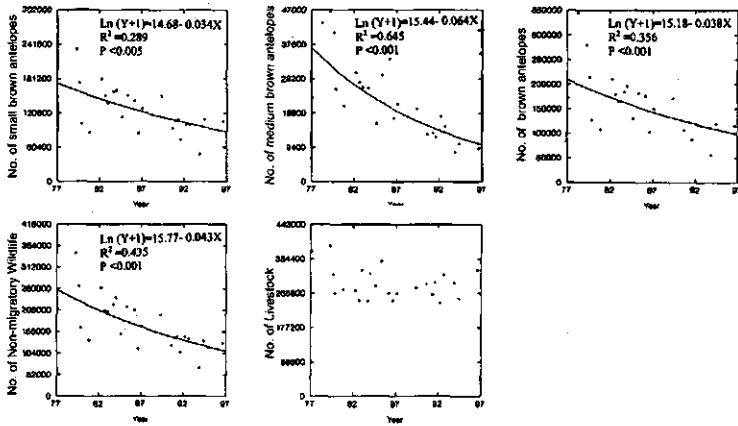 Ln (Y+1)=14.68- 0.034X
R² =0.289
P <0.005
No. of small brown antelopes
302000
241600
181200
120800
60400
0
77 82 87 92 97
Year
Ln (Y+1)=15.44- 0.064X
R² =0.645
P <0.001
No. of medium brown antelopes
47000
37600
28200
18800
9400
0
77 82 87 92 97
Year
Ln (Y+1)=15.18- 0.038X
R² =0.356
P <0.001
No. of brown antelopes
200000
150000
100000
0
77 82 87 92 97
Year
Ln (Y+1)=15.77- 0.043X
R² =0.435
P <0.001
No. of Non-migratory Wildlife
416000
364000
312000
260000
208000
156000
104000
52000
0
77 82 87 92 97
Year
No. of Livestock
443000
354400
265800
177200
88600
0
77 82 87 92 97
Year